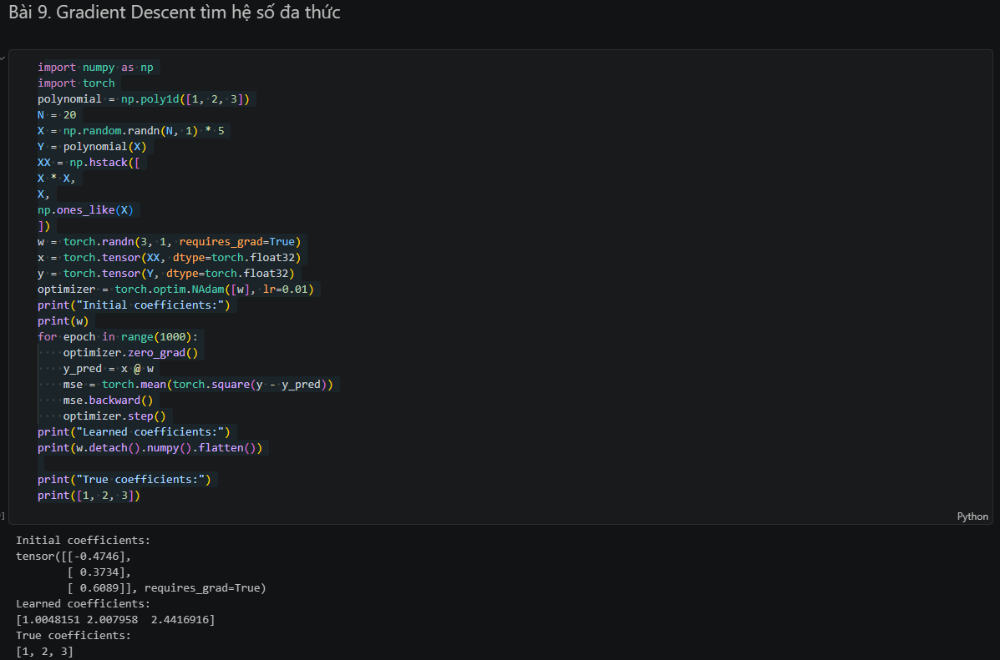 Bài 9. Gradient Descent tìm hệ số đa thức
import numpy as np
import torch
polynomial = np.poly1d([1, 2, 3])
N = 20
X = np.random.randn(N, 1) * 5
Y = polynomial(X)
XX = np.hstack([
X * X,
X,
np.ones_like(X)
])
w = torch.randn(3, 1, requires_grad=True)
x = torch.tensor(XX, dtype=torch.float32)
y = torch.tensor(Y, dtype=torch.float32)
optimizer = torch.optim.NAdam([w], lr=0.01)
print("Initial coefficients:")
print(w)
for epoch in range(1000):
    optimizer.zero_grad()
    y_pred = x @ w
    mse = torch.mean(torch.square(y - y_pred))
    mse.backward()
    optimizer.step()
print("Learned coefficients:")
print(w.detach().numpy().flatten())
print("True coefficients:")
print([1, 2, 3])
Python
Initial coefficients:
tensor([[-0.4746],
        [ 0.3734],
        [ 0.6089]], requires_grad=True)
Learned coefficients:
[1.0048151 2.007958  2.4416916]
True coefficients:
[1, 2, 3]